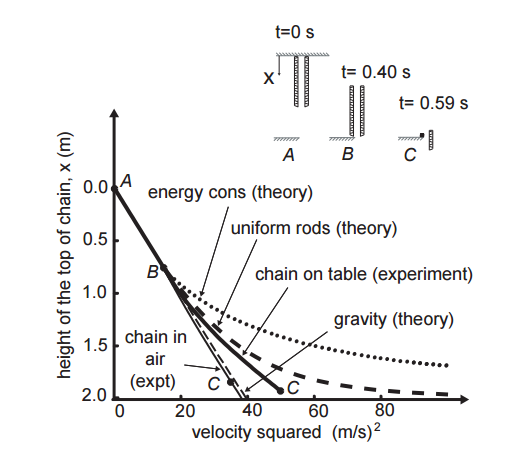 t=0 s
X
t= 0.40 s
t= 0.59 s
A
B
C
height of the top of chain, x (m)
0.0
0.5
1.0
1.5
2.0
A
B
C
C
energy cons (theory)
uniform rods (theory)
chain on table (experiment)
gravity (theory)
chain in
air
(expt)
0
20
40
60
80
velocity squared (m/s)2